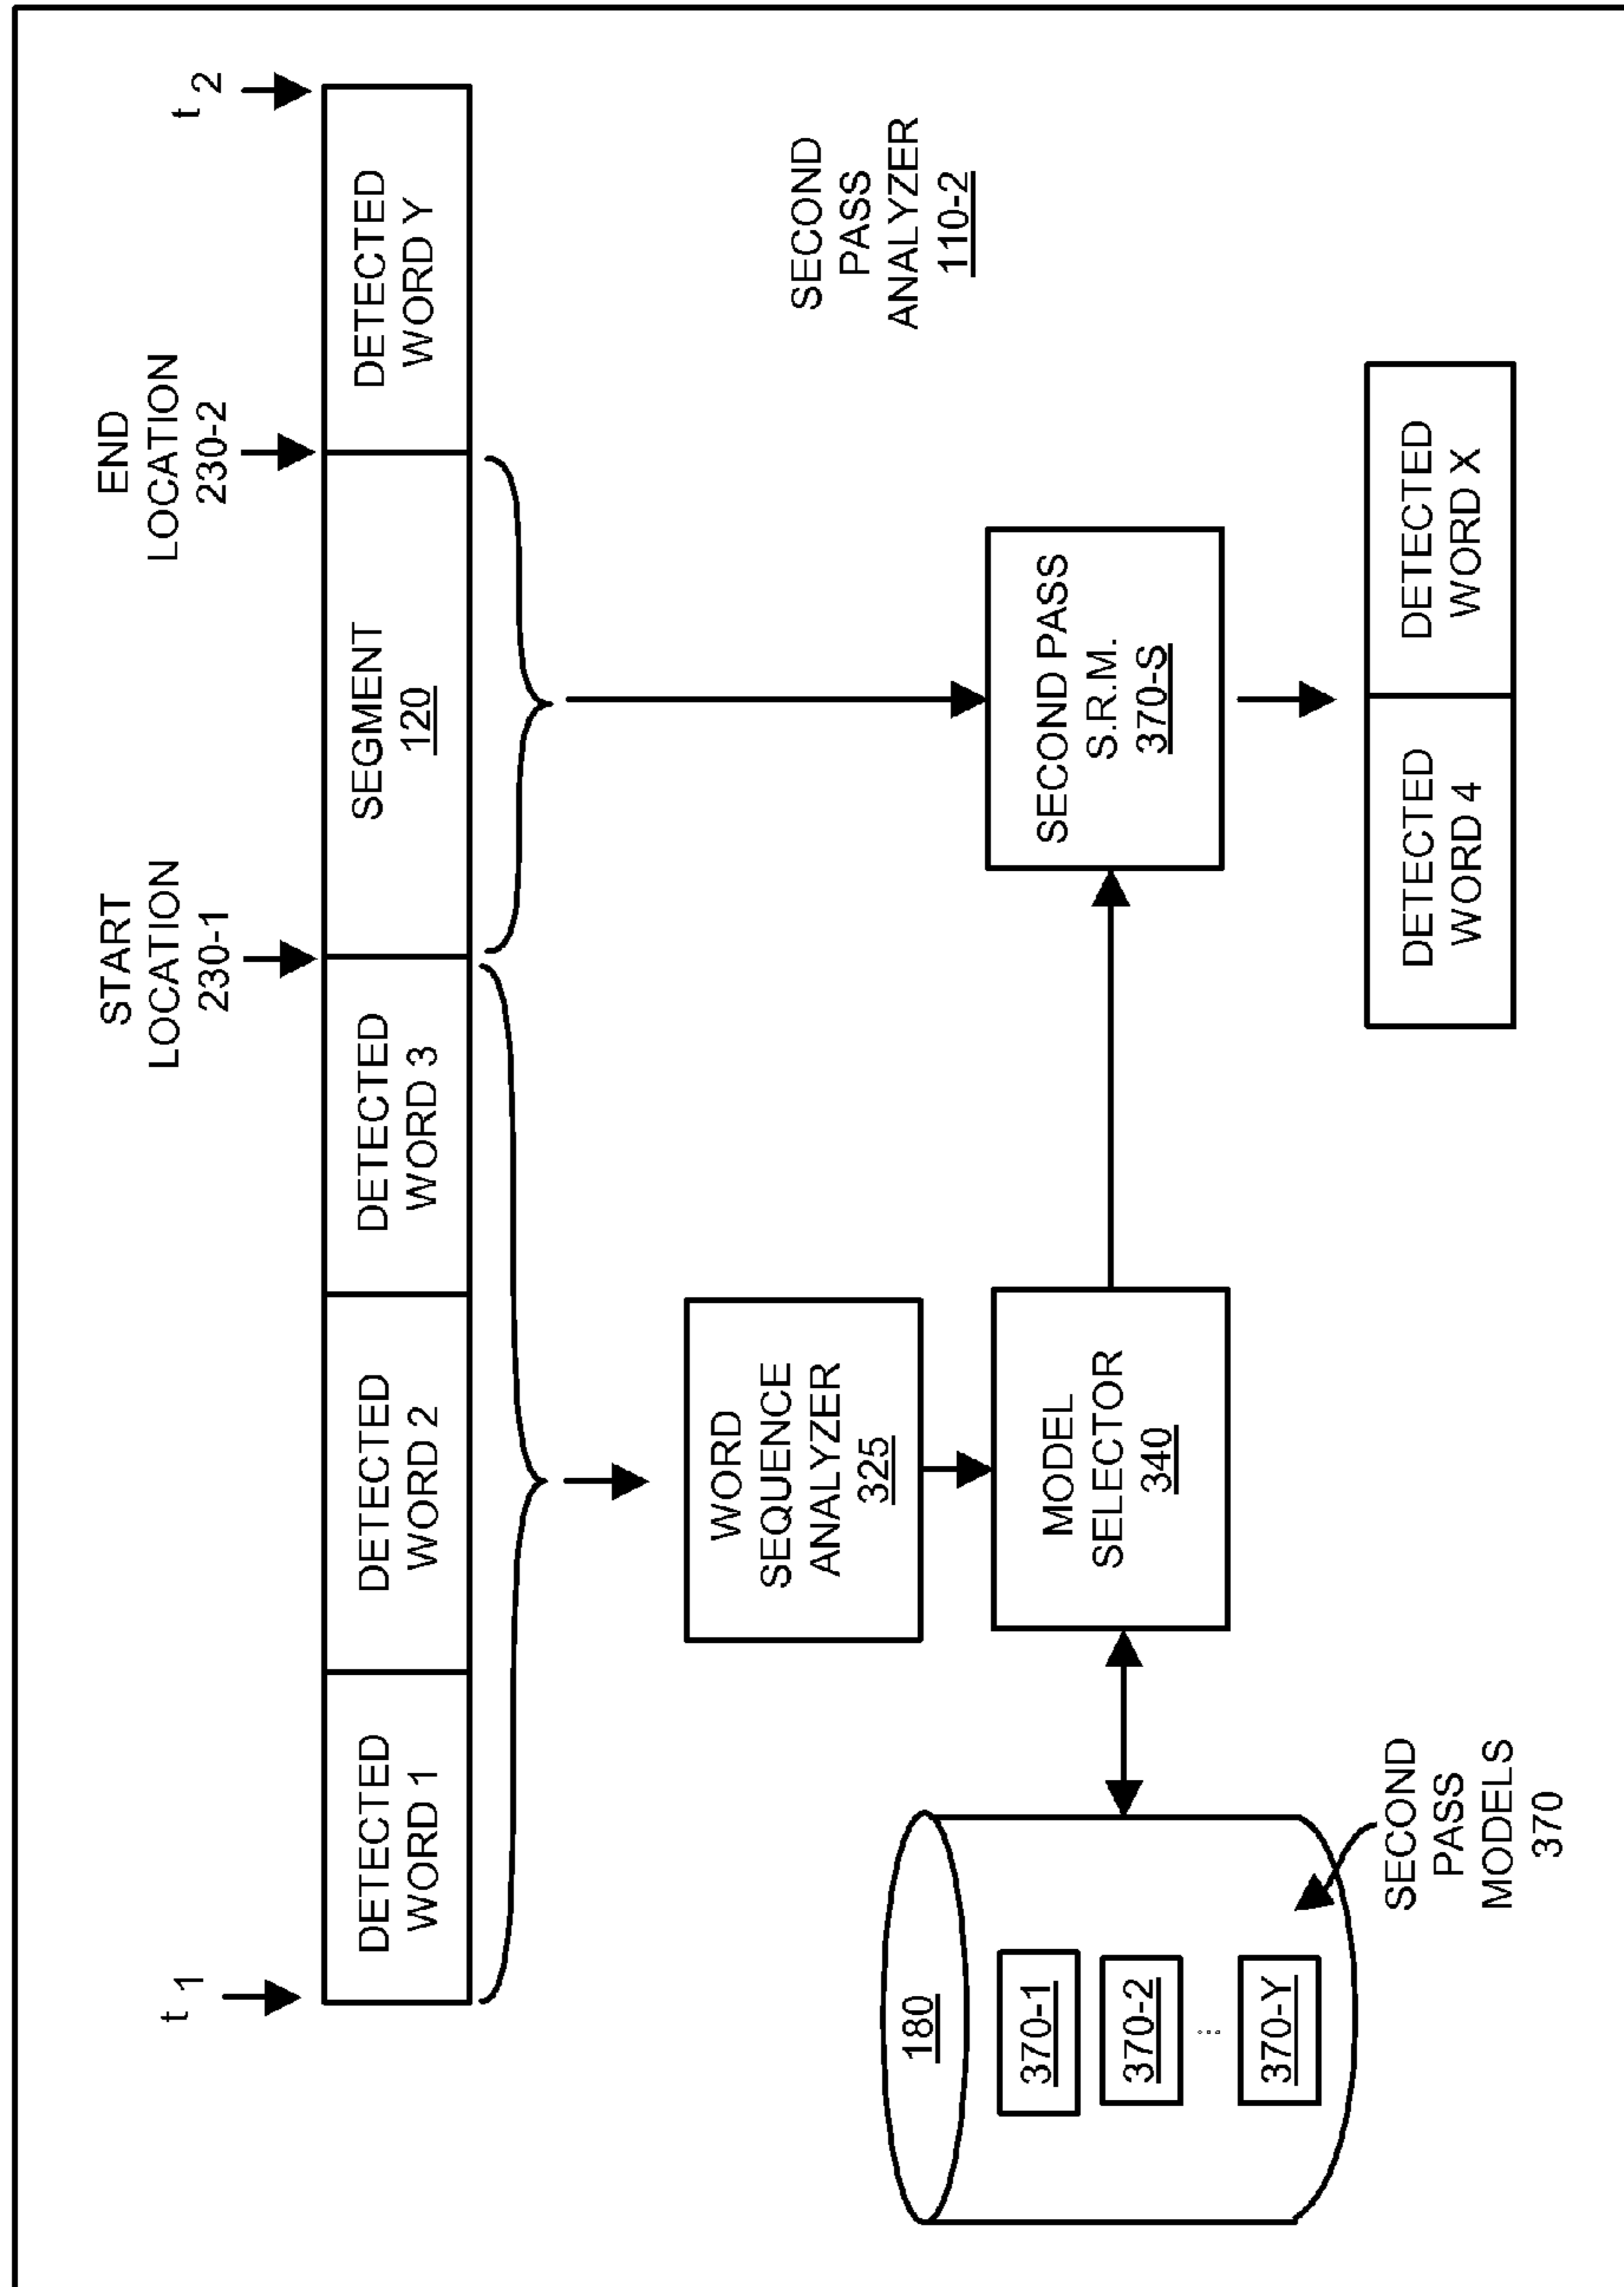 t 1
START
LOCATION
230-1
END
LOCATION
230-2
t 2
DETECTED
WORD 1
DETECTED
WORD 2
DETECTED
WORD 3
SEGMENT
120
DETECTED
WORD Y
WORD
SEQUENCE
ANALYZER
325
SECOND
PASS
ANALYZER
110-2
180
370-1
370-2
...
370-Y
MODEL
SELECTOR
340
SECOND PASS
S.R.M.
370-S
SECOND
PASS
MODELS
370
DETECTED
WORD 4
DETECTED
WORD X